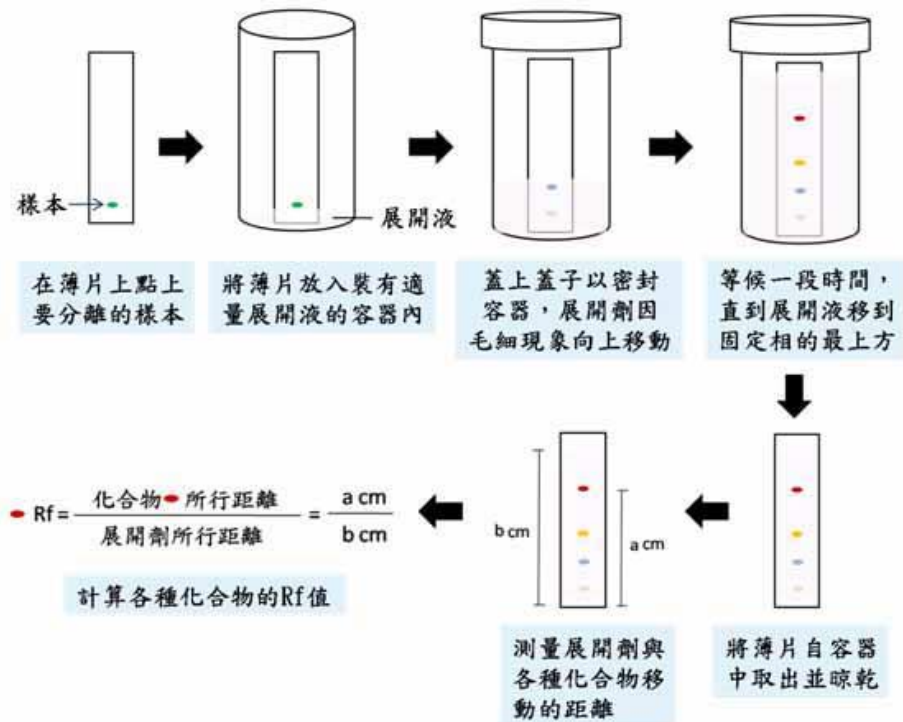 樣本
展開液
在薄片上點上
要分離的樣本
將薄片放入裝有適
量展開液的容器內
蓋上蓋子以密封
容器，展開劑因
毛細現象向上移動
等候一段時間，
直到展開液移到
固定相的最上方
將薄片自容器
中取出並晾乾
b cm
a cm
測量展開劑與
各種化合物移
動的距離
Rf = 化合物所行距離 / 展開劑所行距離 = a cm / b cm
計算各種化合物的Rf值